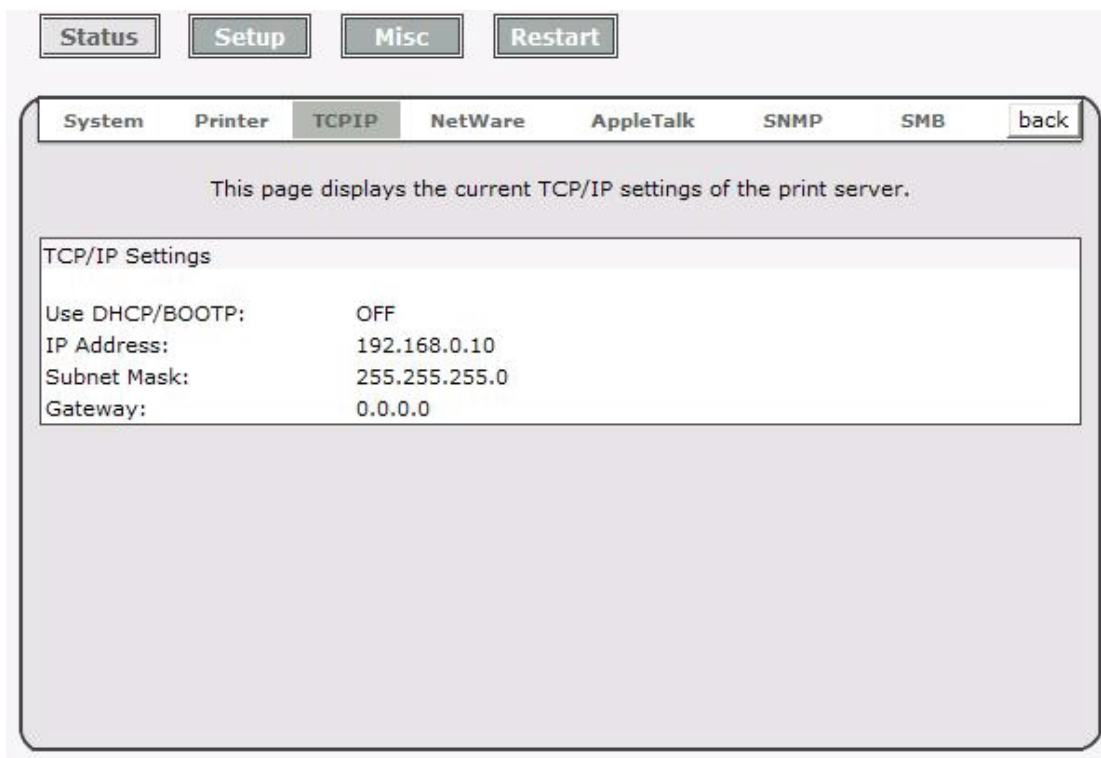 Status Setup Misc Restart
System Printer TCPIP NetWare AppleTalk SNMP SMB back
This page displays the current TCP/IP settings of the print server.
TCP/IP Settings
Use DHCP/BOOTP: OFF
IP Address: 192.168.0.10
Subnet Mask: 255.255.255.0
Gateway: 0.0.0.0